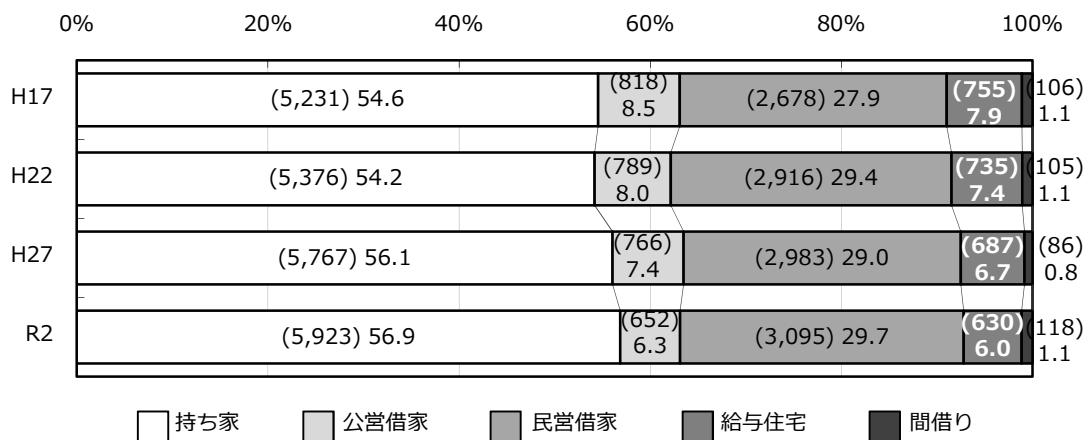 0% 20% 40% 60% 80% 100%
H17 (5,231) 54.6 (818) 8.5 (2,678) 27.9 (755) 7.9 (106) 1.1
H22 (5,376) 54.2 (789) 8.0 (2,916) 29.4 (735) 7.4 (105) 1.1
H27 (5,767) 56.1 (766) 7.4 (2,983) 29.0 (687) 6.7 (86) 0.8
R2 (5,923) 56.9 (652) 6.3 (3,095) 29.7 (630) 6.0 (118) 1.1
持ち家 公営借家 民営借家 給与住宅 間借り